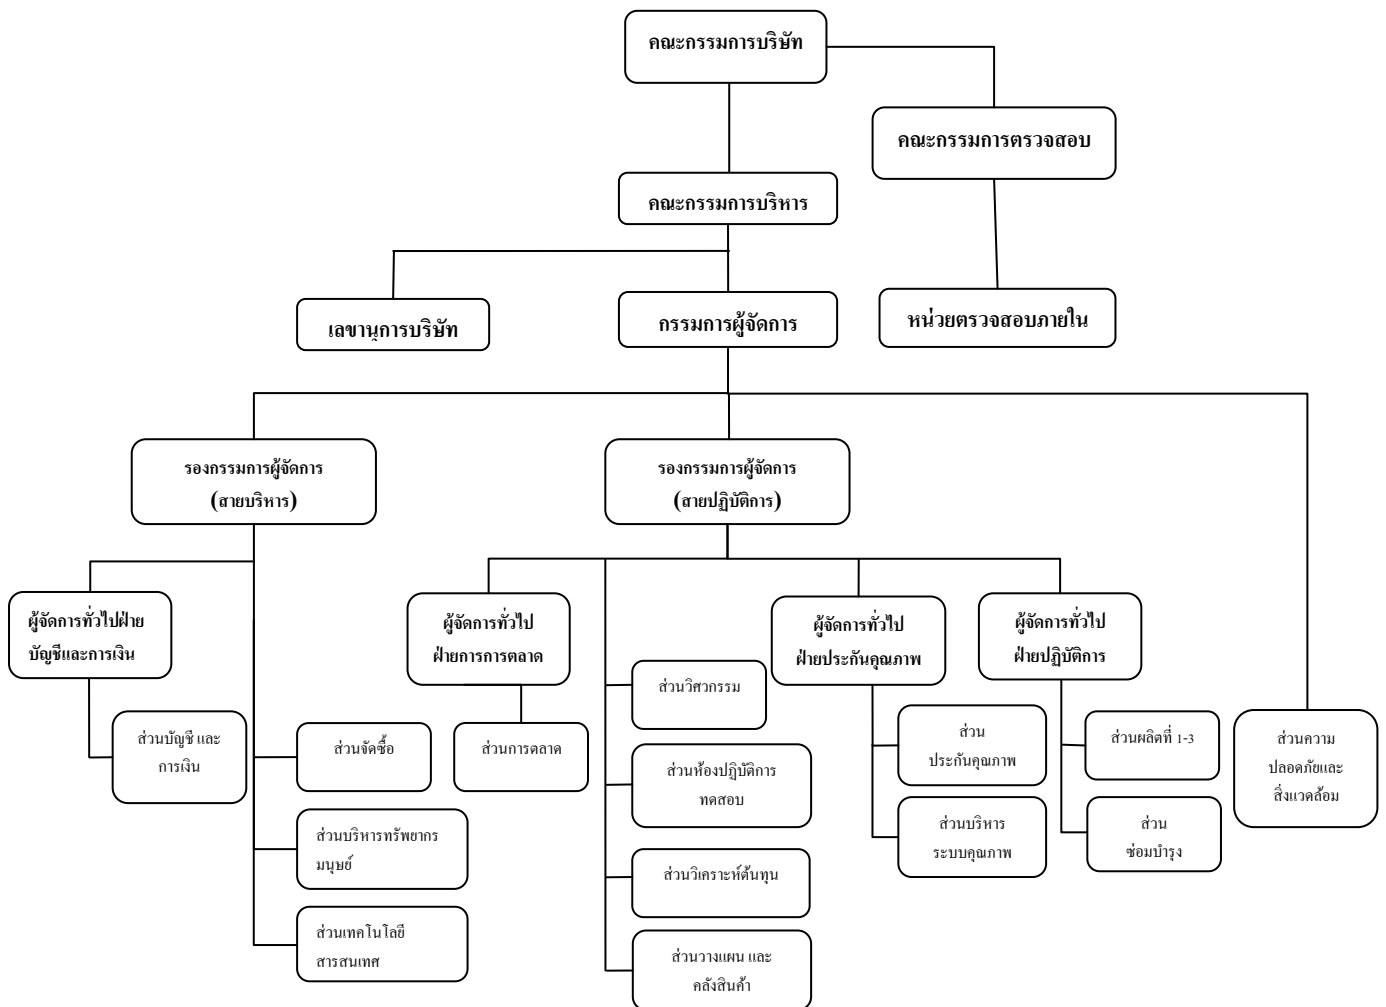 คณะกรรมการบริษัท
คณะกรรมการตรวจสอบ
คณะกรรมการบริหาร
เลขานุการบริษัท
กรรมการผู้จัดการ
หน่วยตรวจสอบภายใน
รองกรรมการผู้จัดการ
(สายบริหาร)
รองกรรมการผู้จัดการ
(สายปฏิบัติการ)
ผู้จัดการทั่วไปฝ่าย
บัญชีและการเงิน
ผู้จัดการทั่วไป
ฝ่ายการการตลาด
ผู้จัดการทั่วไป
ฝ่ายประกันคุณภาพ
ผู้จัดการทั่วไป
ฝ่ายปฏิบัติการ
ส่วนบัญชี และ
การเงิน
ส่วนจัดซื้อ
ส่วนบริหารทรัพยากร
มนุษย์
ส่วนเทคโนโลยี
สารสนเทศ
ส่วนการตลาด
ส่วนวิศวกรรม
ส่วนห้องปฏิบัติการ
ทดสอบ
ส่วนวิเคราะห์ต้นทุน
ส่วนวางแผน และ
คลังสินค้า
ส่วน
ประกันคุณภาพ
ส่วนบริหาร
ระบบคุณภาพ
ส่วนผลิตที่ 1-3
ส่วน
ซ่อมบำรุง
ส่วนความ
ปลอดภัยและ
สิ่งแวดล้อม